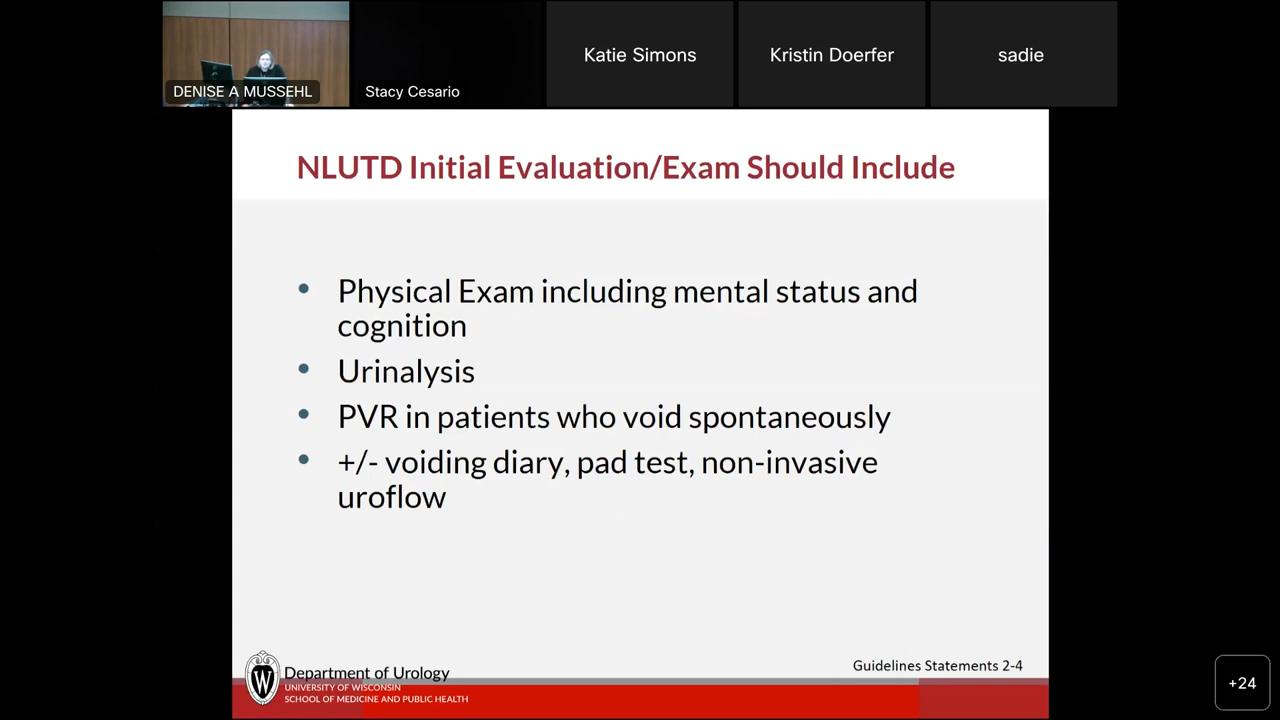 DENISE A MUSSEHL
Stacy Cesario
Katie Simons
Kristin Doerfer
sadie
NLUTD Initial Evaluation/Exam Should Include
• Physical Exam including mental status and
cognition
• Urinalysis
• PVR in patients who void spontaneously
• +/- voiding diary, pad test, non-invasive
uroflow
Guidelines Statements 2-4
W
Department of Urology
UNIVERSITY OF WISCONSIN
SCHOOL OF MEDICINE AND PUBLIC HEALTH
+24